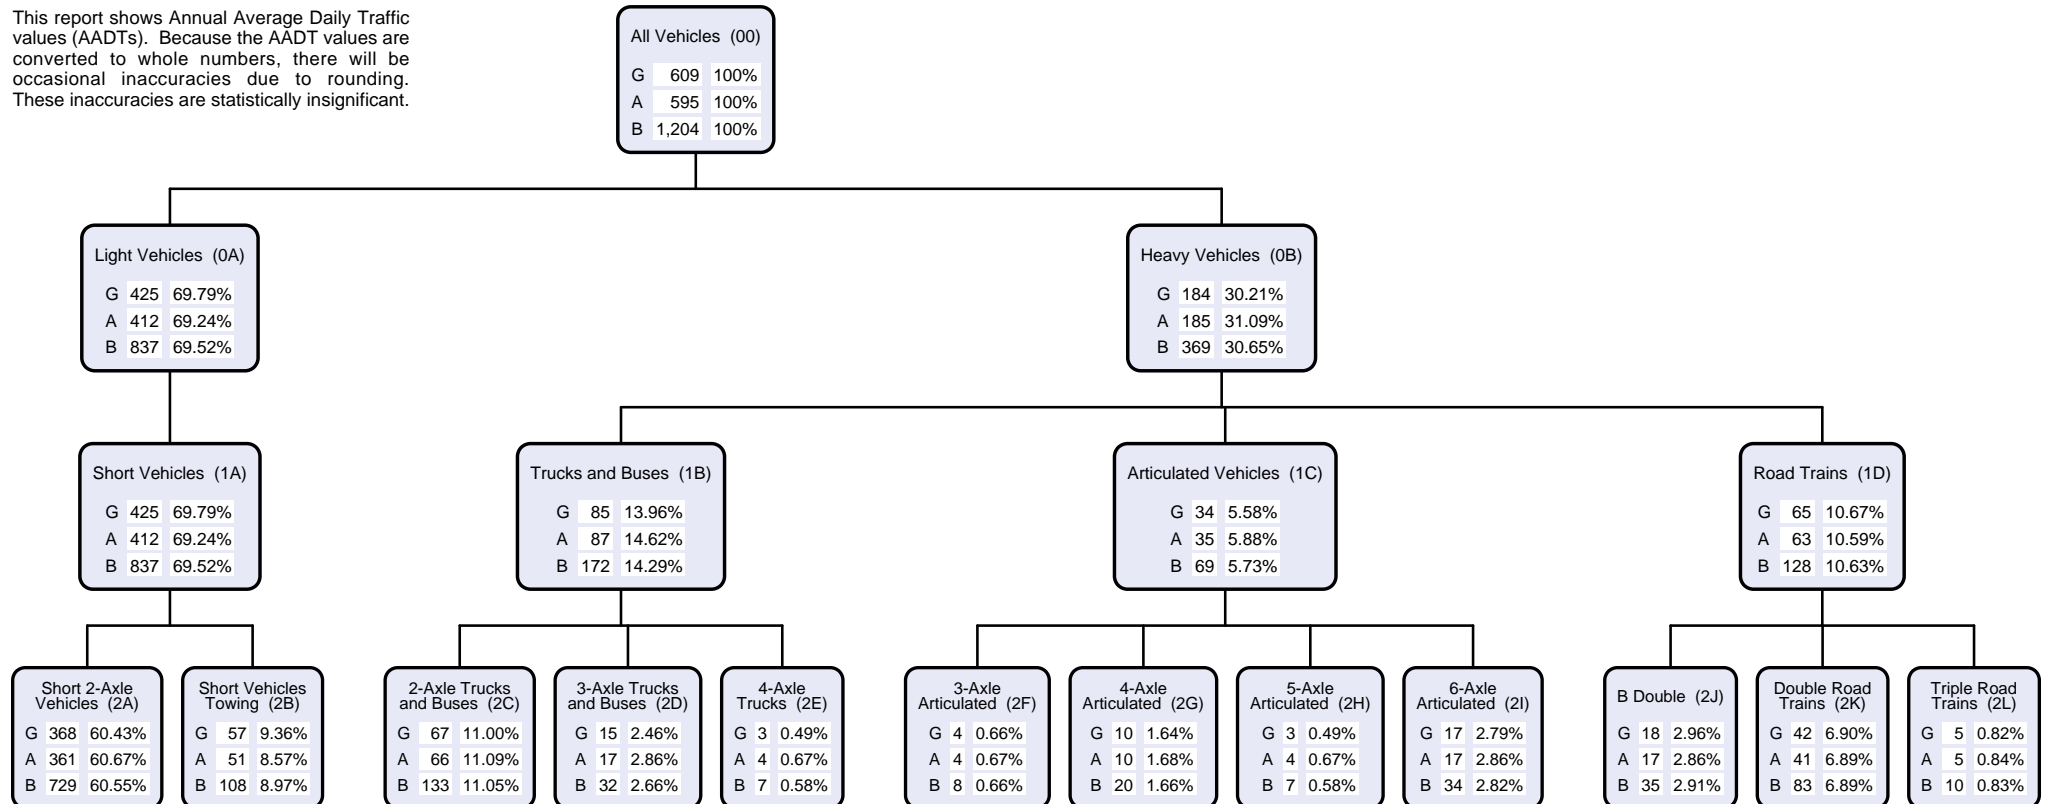 This report shows Annual Average Daily Traffic
values (AADTs). Because the AADT values are
converted to whole numbers, there will be
occasional inaccuracies due to rounding.
These inaccuracies are statistically insignificant.
All Vehicles (00)
G 609 100%
A 595 100%
B 1,204 100%
Light Vehicles (0A)
G 425 69.79%
A 412 69.24%
B 837 69.52%
Heavy Vehicles (0B)
G 184 30.21%
A 185 31.09%
B 369 30.65%
Short Vehicles (1A)
G 425 69.79%
A 412 69.24%
B 837 69.52%
Trucks and Buses (1B)
G 85 13.96%
A 87 14.62%
B 172 14.29%
Articulated Vehicles (1C)
G 34 5.58%
A 35 5.88%
B 69 5.73%
Road Trains (1D)
G 65 10.67%
A 63 10.59%
B 128 10.63%
Short 2-Axle
Vehicles (2A)
G 368 60.43%
A 361 60.67%
B 729 60.55%
Short Vehicles
Towing (2B)
G 57 9.36%
A 51 8.57%
B 108 8.97%
2-Axle Trucks
and Buses (2C)
G 67 11.00%
A 66 11.09%
B 133 11.05%
3-Axle Trucks
and Buses (2D)
G 15 2.46%
A 17 2.86%
B 32 2.66%
4-Axle
Trucks (2E)
G 3 0.49%
A 4 0.67%
B 7 0.58%
3-Axle
Articulated (2F)
G 4 0.66%
A 4 0.67%
B 8 0.66%
4-Axle
Articulated (2G)
G 10 1.64%
A 10 1.68%
B 20 1.66%
5-Axle
Articulated (2H)
G 3 0.49%
A 4 0.67%
B 7 0.58%
6-Axle
Articulated (2I)
G 17 2.79%
A 17 2.86%
B 34 2.82%
B Double (2J)
G 18 2.96%
A 17 2.86%
B 35 2.91%
Double Road
Trains (2K)
G 42 6.90%
A 41 6.89%
B 83 6.89%
Triple Road
Trains (2L)
G 5 0.82%
A 5 0.84%
B 10 0.83%